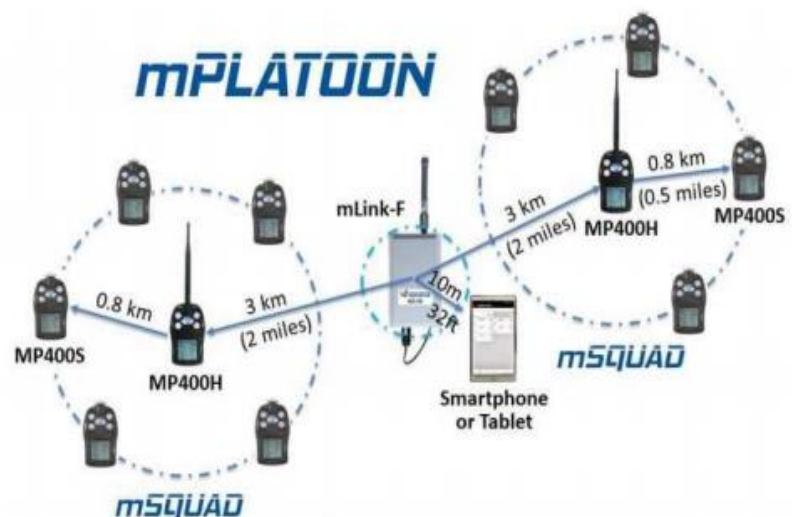 mPLATOON
mLink-F
0.8 km
(0.5 miles)
3 km
(2 miles)
MP400H
MP400S
10m
32ft
0.8 km
3 km
(2 miles)
MP400S
MP400H
Smartphone
or Tablet
mSQUAD
mSQUAD